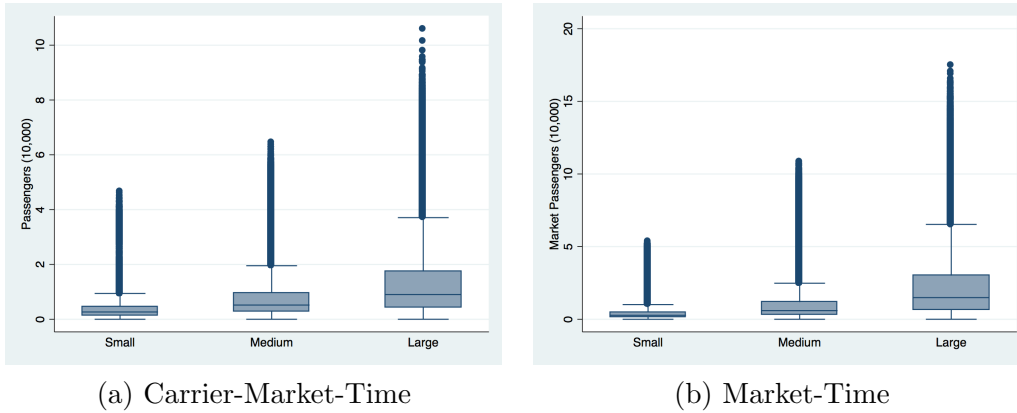 Passengers (10,000)
10
8
6
4
2
0
Small Medium Large
(a) Carrier-Market-Time
Market Passengers (10,000)
20
15
10
5
0
Small Medium Large
(b) Market-Time